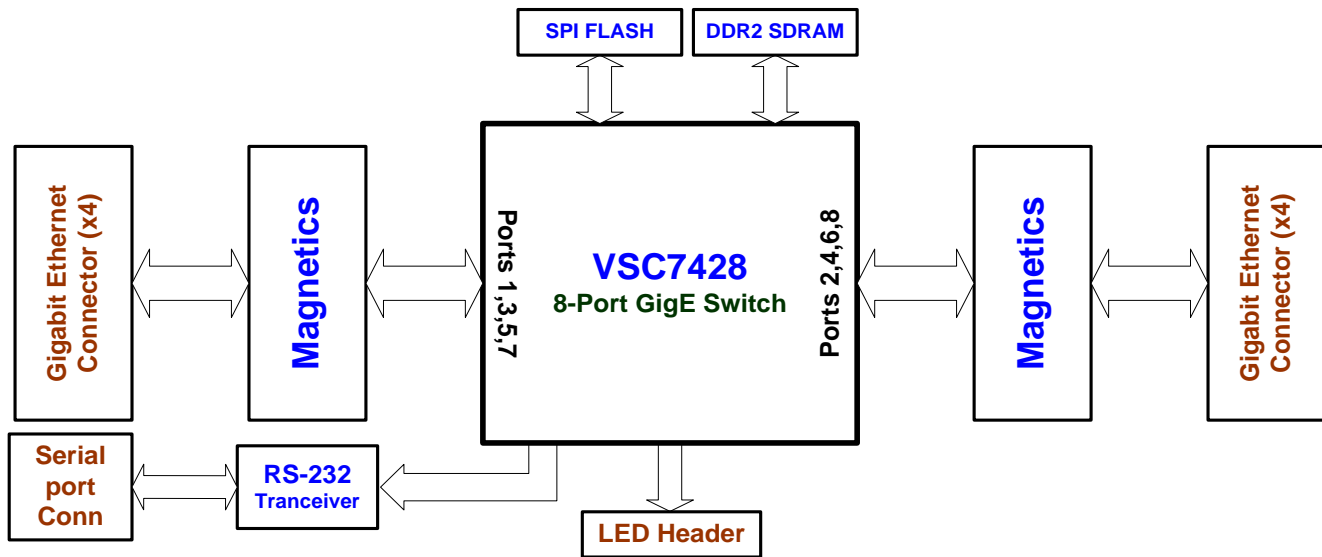 SPI FLASH
DDR2 SDRAM
Gigabit Ethernet
Connector (x4)
Magnetics
Ports 1,3,5,7
VSC7428
8-Port GigE Switch
Ports 2,4,6,8
Magnetics
Gigabit Ethernet
Connector (x4)
Serial
port
Conn
RS-232
Tranceiver
LED Header